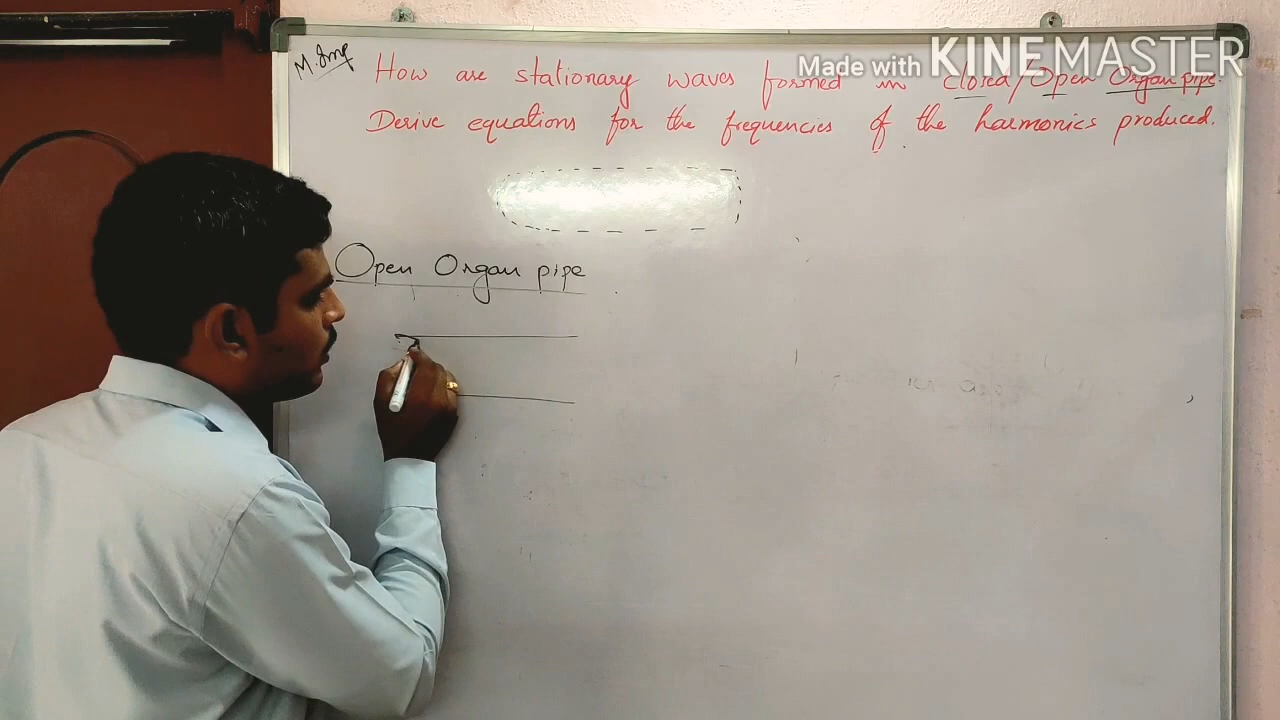 M. Imp
How are stationary waves formed in closed/Open Organ pipe.
Made with KINEMASTER
Derive equations for the frequencies of the harmonics produced.
Open Organ pipe